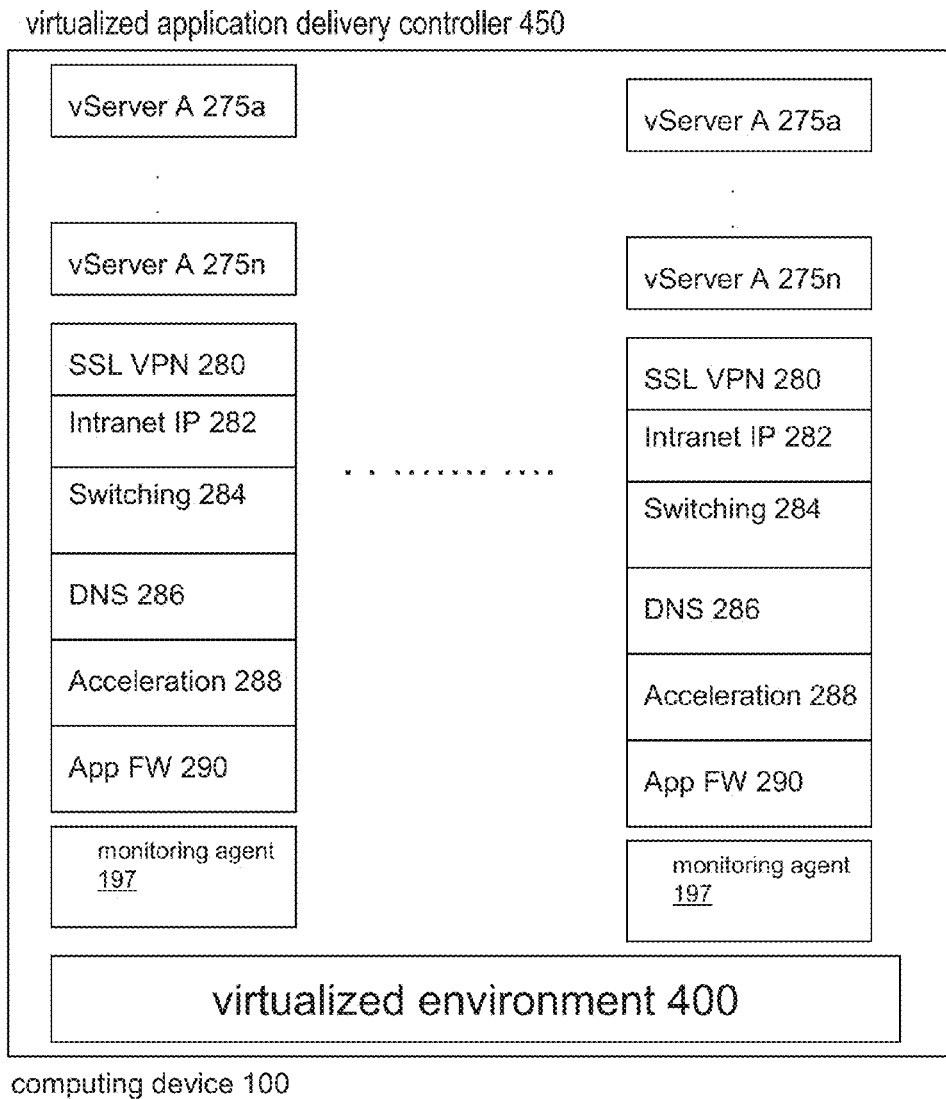 virtualized application delivery controller 450
vServer A 275a
vServer A 275n
SSL VPN 280
Intranet IP 282
Switching 284
DNS 286
Acceleration 288
App FW 290
monitoring agent
197
vServer A 275a
vServer A 275n
SSL VPN 280
Intranet IP 282
Switching 284
DNS 286
Acceleration 288
App FW 290
monitoring agent
197
virtualized environment 400
computing device 100